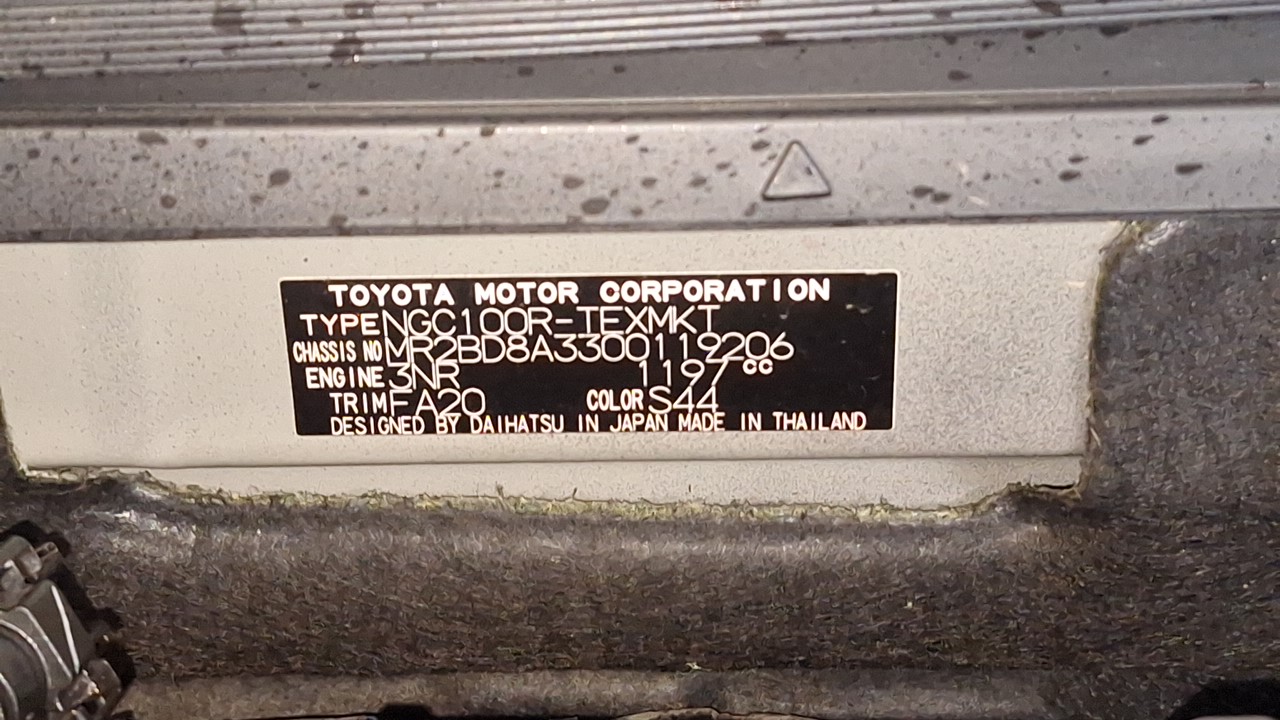 TOYOTA MOTOR CORPORATION
TYPE NGC100R-TEXMKT
CHASSIS NO MR2BD8A3300119206
ENGINE 3NR 1197 CC
TRIM FA20 COLOR S44
DESIGNED BY DAIHATSU IN JAPAN MADE IN THAILAND